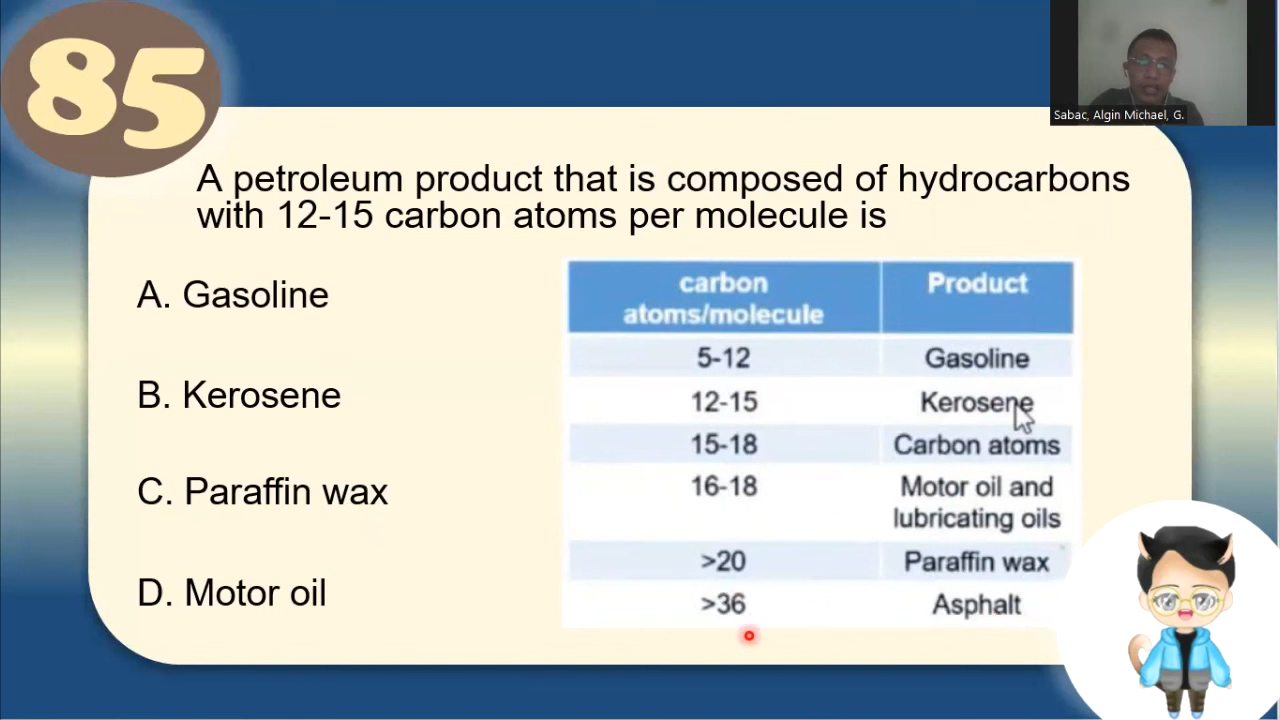 85
Sabac, Algin Michael, G.
A petroleum product that is composed of hydrocarbons
with 12-15 carbon atoms per molecule is
A. Gasoline
B. Kerosene
C. Paraffin wax
D. Motor oil
carbon atoms/molecule Product
5-12 Gasoline
12-15 Kerosene
15-18 Carbon atoms
16-18 Motor oil and
lubricating oils
>20 Paraffin wax
>36 Asphalt